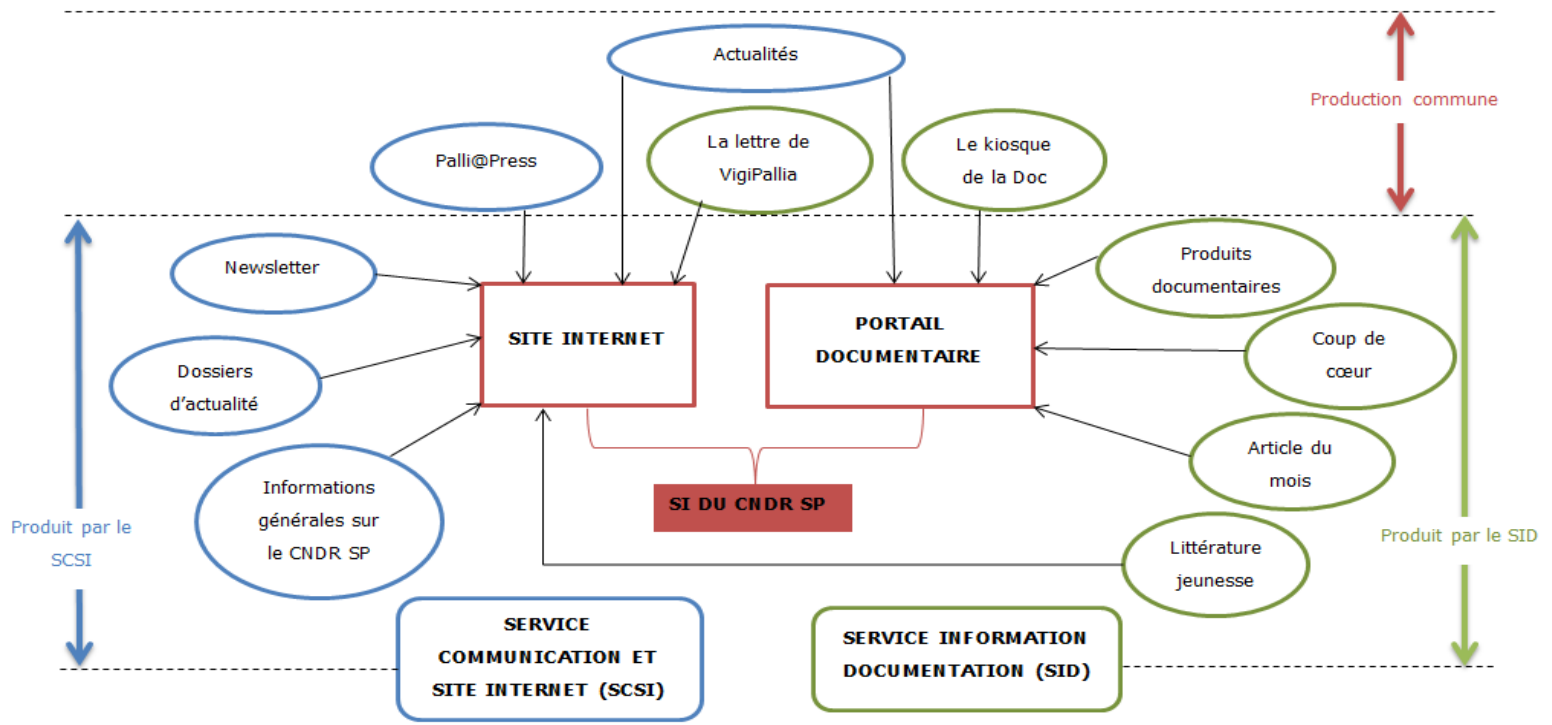 Actualités
Production commune
Palli@Press
La lettre de
VigiPallia
Le kiosque
de la Doc
Newsletter
Produits
documentaires
SITE INTERNET
PORTAIL
DOCUMENTAIRE
Coup de
cœur
Dossiers
d'actualité
Article du
mois
Informations
générales sur
le CNDR SP
SI DU CNDR SP
Produit par le
SCSI
Produit par le SID
Littérature
jeunesse
SERVICE
COMMUNICATION ET
SITE INTERNET (SCSI)
SERVICE INFORMATION
DOCUMENTATION (SID)